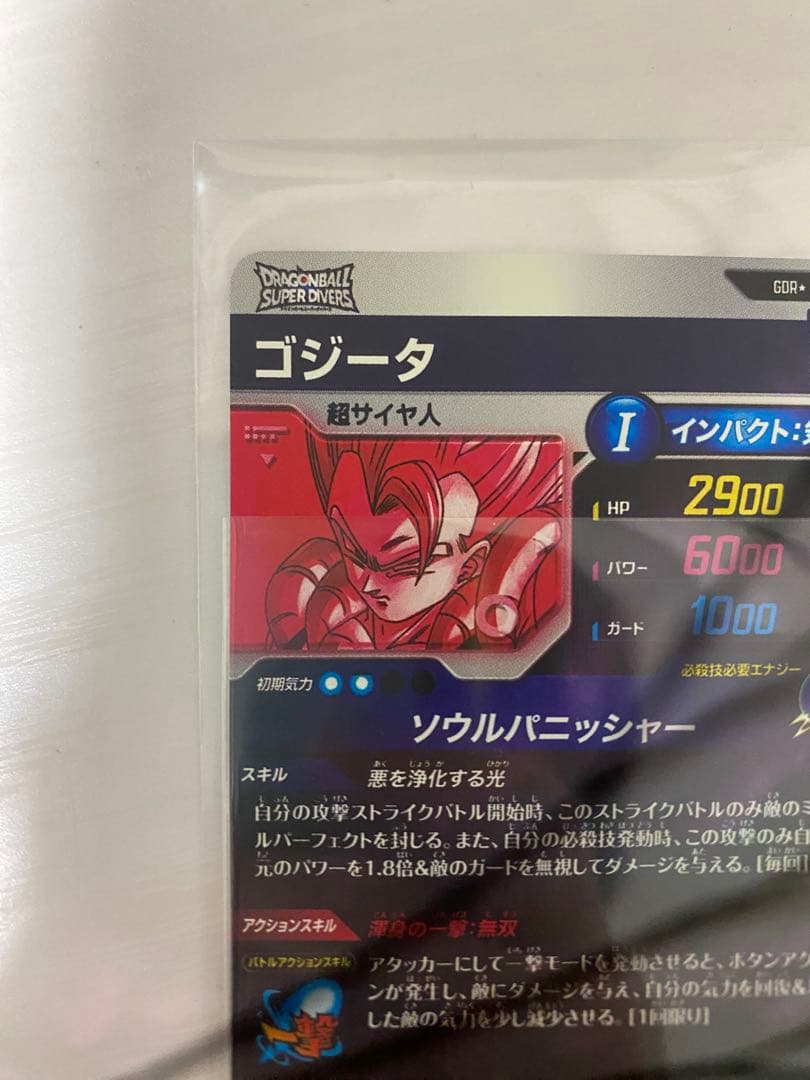 DRAGONBALL
SUPER DIVERS
GDR★
ゴジータ
超サイヤ人
I インパクト:
HP 2900
パワー 6000
ガード 1000
初期気力
必殺技必要エナジー
ソウルパニッシャー
スキル 悪を浄化する光
自分の攻撃ストライクバトル開始時、このストライクバトルのみ敵のミ
ルパーフェクトを封じる。また、自分の必殺技発動時、この攻撃のみ自
元のパワーを1.8倍&敵のガードを無視してダメージを与える。[毎回]
アクションスキル 渾身の一撃:無双
バトルアクションスキル アタッカーにして一撃モードを発動させると、ボタンアク
ンが発生し、敵にダメージを与え、自分の気力を回復&
した敵の気力を少し減少させる。[1回限り]
一撃